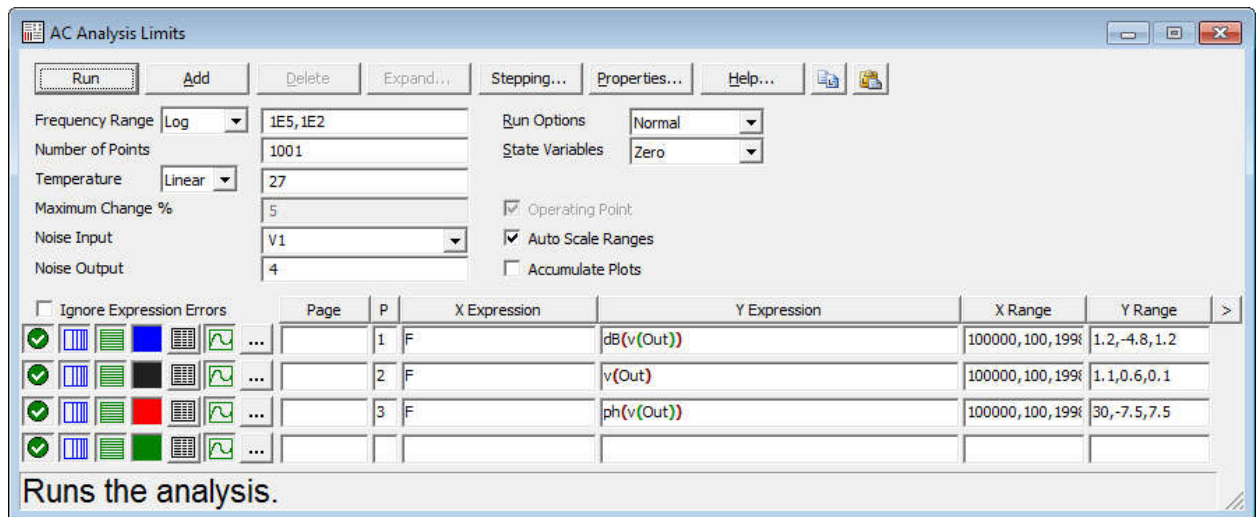 AC Analysis Limits
Run Add Delete Expand... Stepping... Properties... Help...
Frequency Range Log 1E5,1E2 Run Options Normal
Number of Points 1001 State Variables Zero
Temperature Linear 27
Maximum Change % 5 Operating Point
Noise Input V1 Auto Scale Ranges
Noise Output 4 Accumulate Plots
Ignore Expression Errors Page P X Expression Y Expression X Range Y Range >
... 1 F dB(v(Out)) 100000,100,1998 1.2,-4.8,1.2
... 2 F v(Out) 100000,100,1998 1.1,0.6,0.1
... 3 F ph(v(Out)) 100000,100,1998 30,-7.5,7.5
...
Runs the analysis.